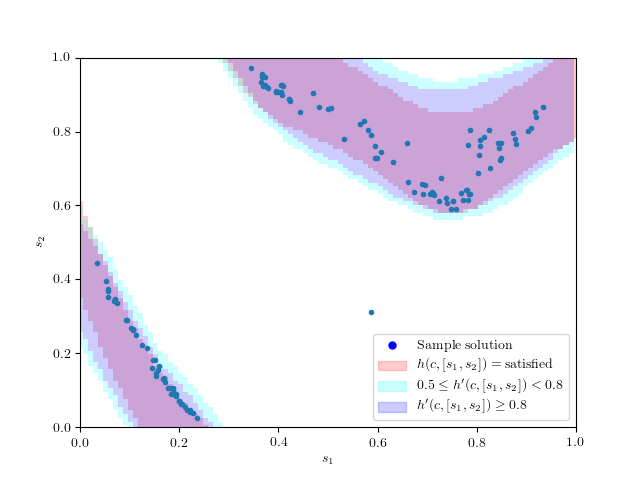 1.0
0.8
0.6
0.4
0.2
0.0
s₂
0.0 0.2 0.4 0.6 0.8 1.0
s₁
Sample solution
h(c, [s₁, s₂]) = satisfied
0.5 ≤ h′(c, [s₁, s₂]) < 0.8
h′(c, [s₁, s₂]) ≥ 0.8